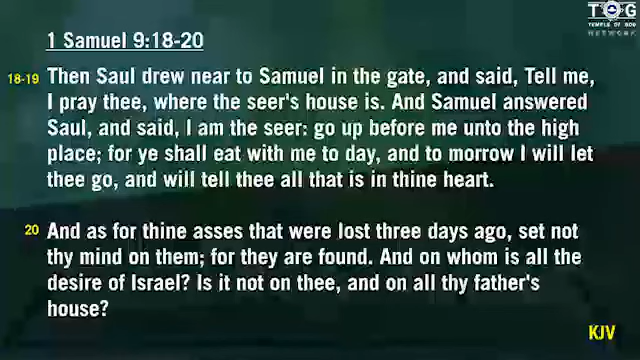 TOG
TEMPLE OF GOD
NETWORK
1 Samuel 9:18-20
18-19 Then Saul drew near to Samuel in the gate, and said, Tell me,
I pray thee, where the seer's house is. And Samuel answered
Saul, and said, I am the seer: go up before me unto the high
place; for ye shall eat with me to day, and to morrow I will let
thee go, and will tell thee all that is in thine heart.
20 And as for thine asses that were lost three days ago, set not
thy mind on them; for they are found. And on whom is all the
desire of Israel? Is it not on thee, and on all thy father's
house?
KJV